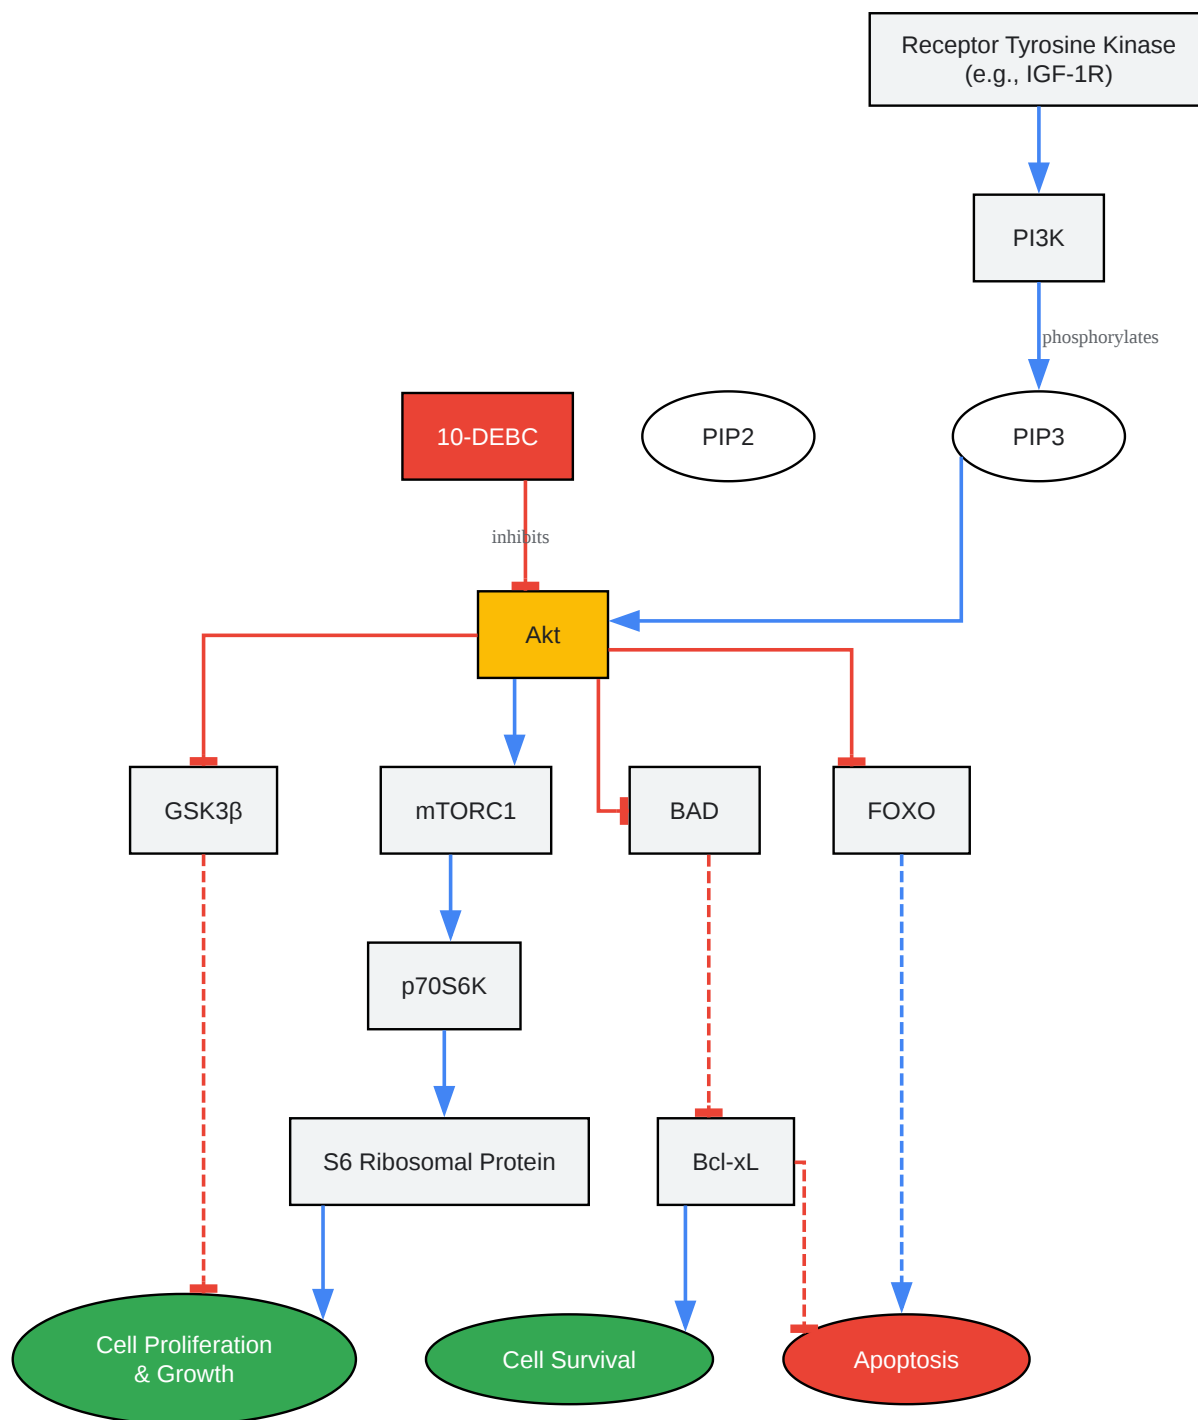 Receptor Tyrosine Kinase
(e.g., IGF-1R)
PI3K
phosphorylates
10-DEBC
PIP2
PIP3
inhibits
Akt
GSK3β
mTORC1
BAD
FOXO
p70S6K
S6 Ribosomal Protein
Bcl-xL
Cell Proliferation
& Growth
Cell Survival
Apoptosis